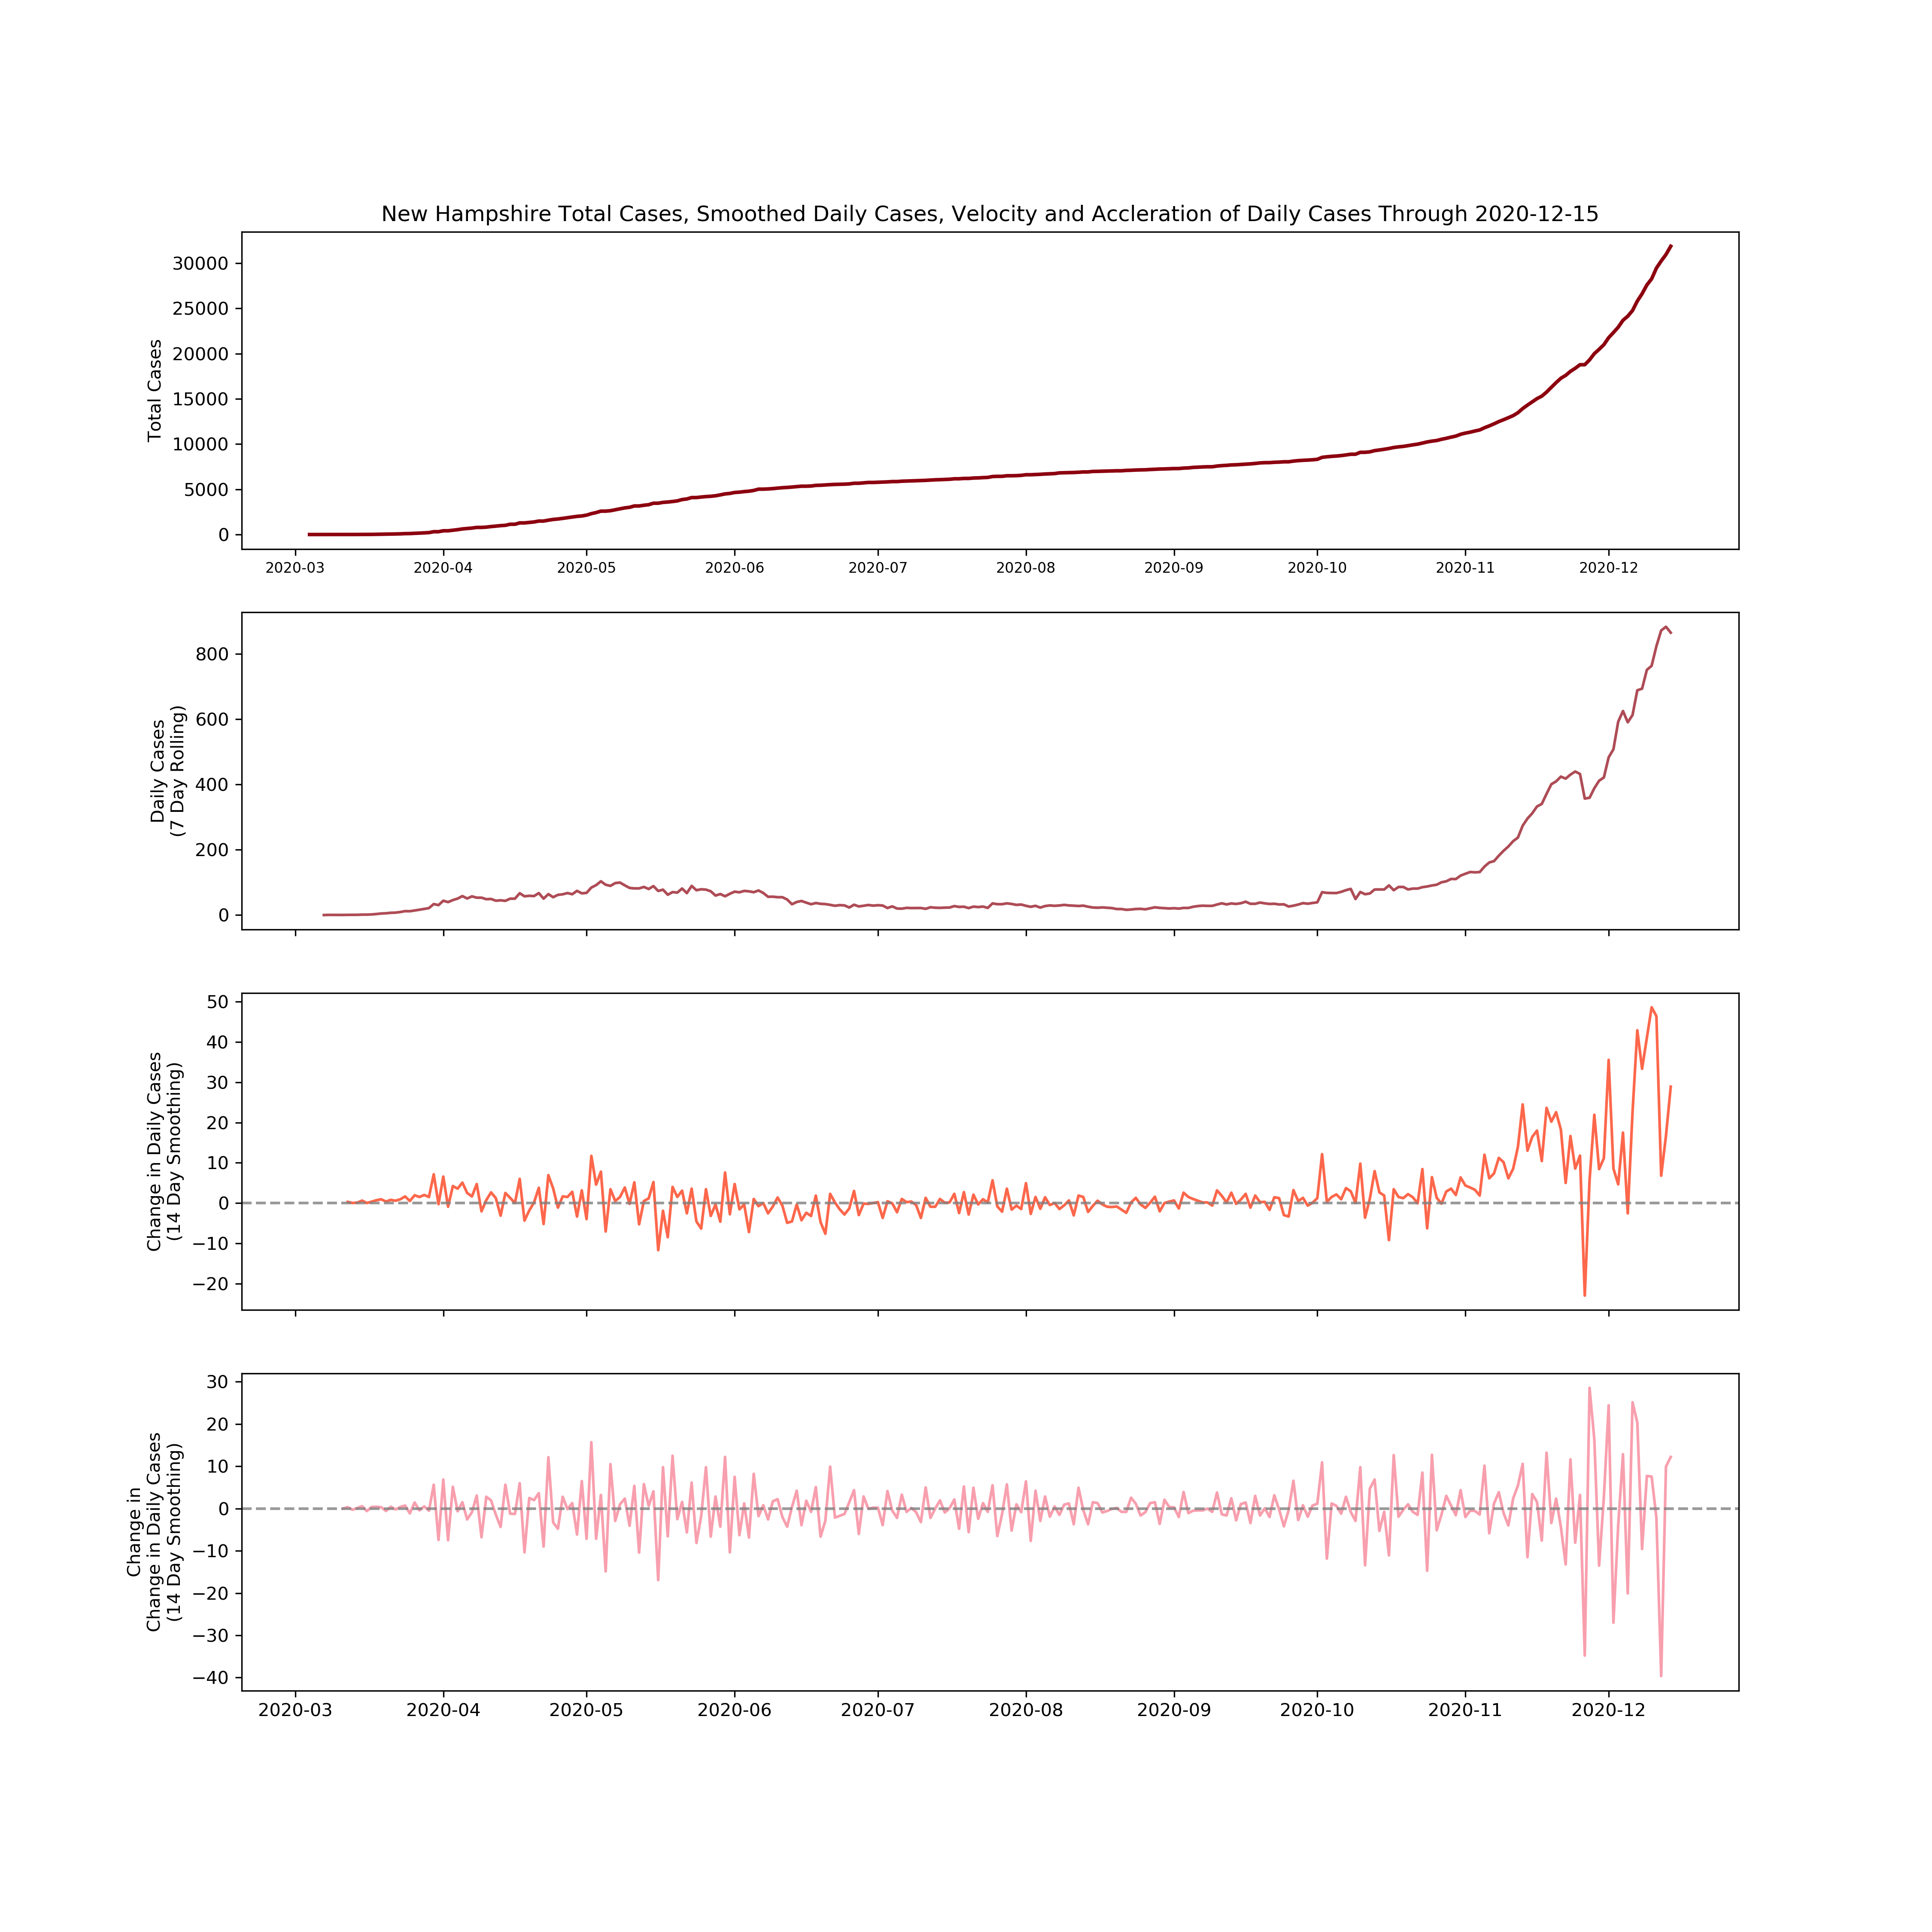 New Hampshire Total Cases, Smoothed Daily Cases, Velocity and Accleration of Daily Cases Through 2020-12-15
Total Cases
30000
25000
20000
15000
10000
5000
0
2020-03 2020-04 2020-05 2020-06 2020-07 2020-08 2020-09 2020-10 2020-11 2020-12
Daily Cases
(7 Day Rolling)
800
600
400
200
0
Change in Daily Cases
(14 Day Smoothing)
50
40
30
20
10
0
−10
−20
Change in
Change in Daily Cases
(14 Day Smoothing)
30
20
10
0
−10
−20
−30
−40
2020-03 2020-04 2020-05 2020-06 2020-07 2020-08 2020-09 2020-10 2020-11 2020-12